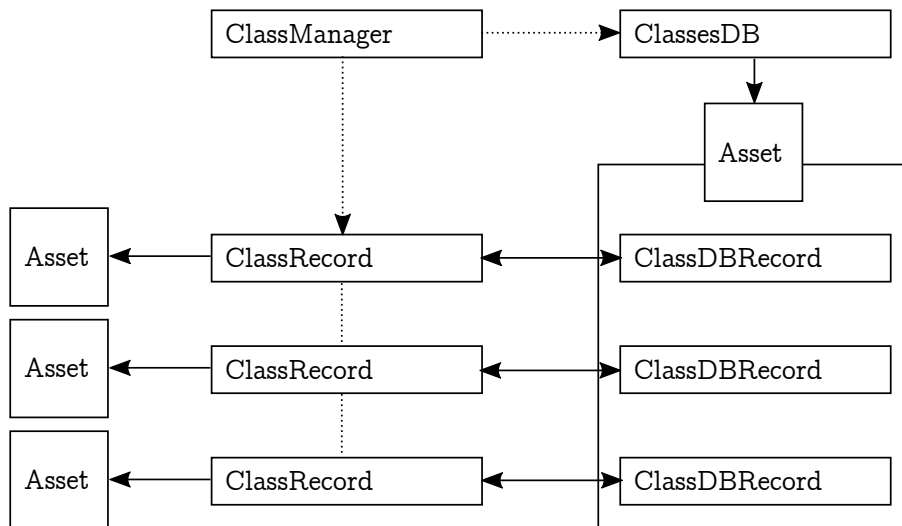 ClassManager
ClassesDB
Asset
Asset
ClassRecord
ClassDBRecord
Asset
ClassRecord
ClassDBRecord
Asset
ClassRecord
ClassDBRecord